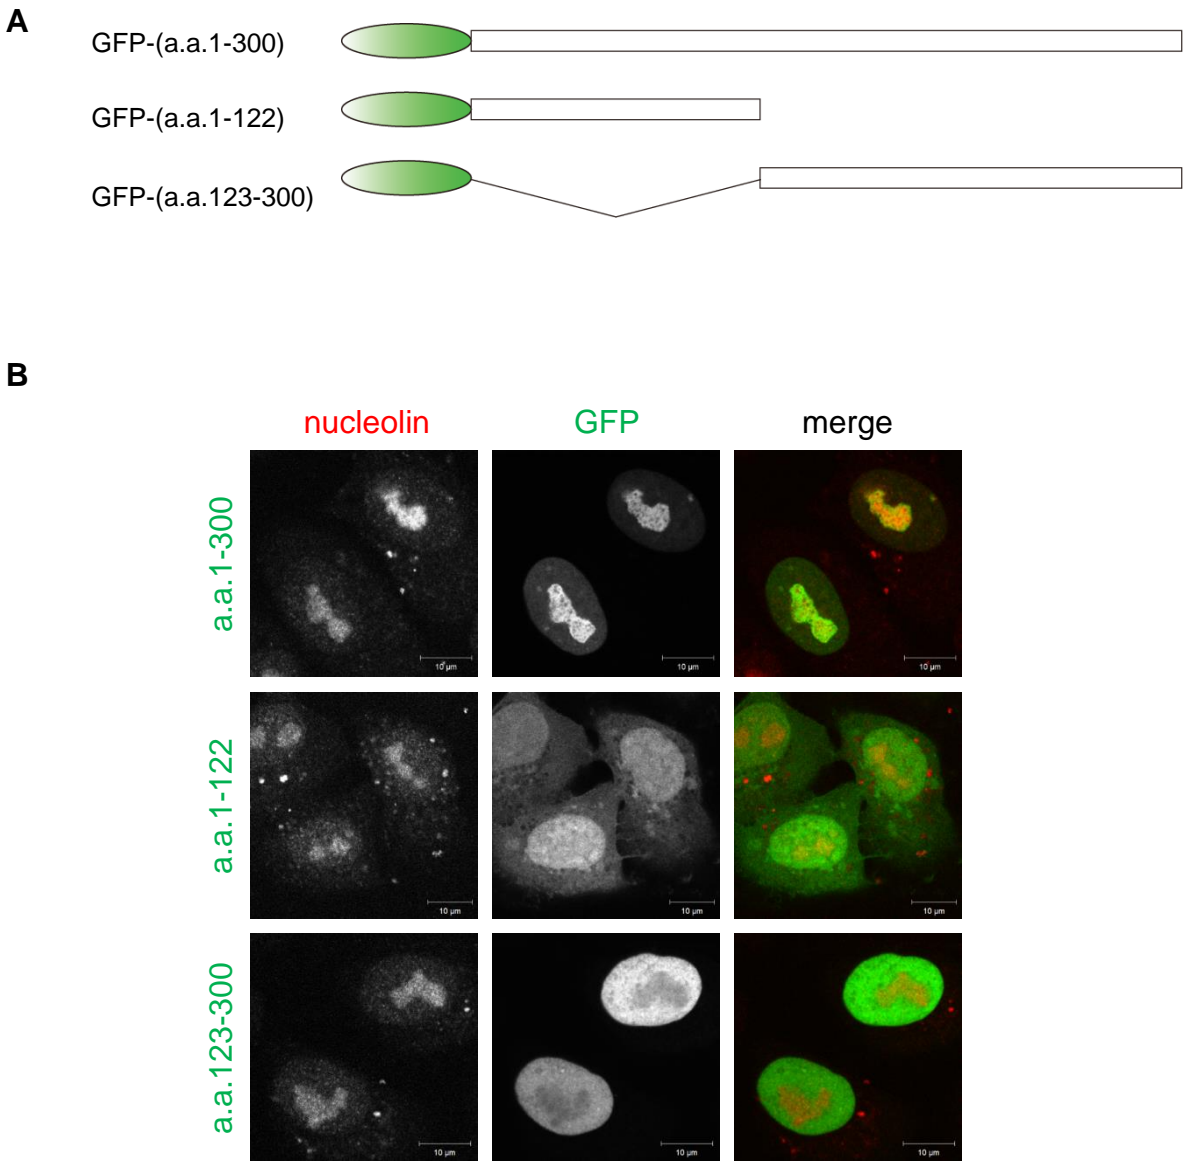 A
GFP-(a.a.1-300)
GFP-(a.a.1-122)
GFP-(a.a.123-300)
B
nucleolin GFP merge
a.a.1-300
10 µm 10 µm 10 µm
a.a.1-122
10 µm 10 µm 10 µm
a.a.123-300
10 µm 10 µm 10 µm